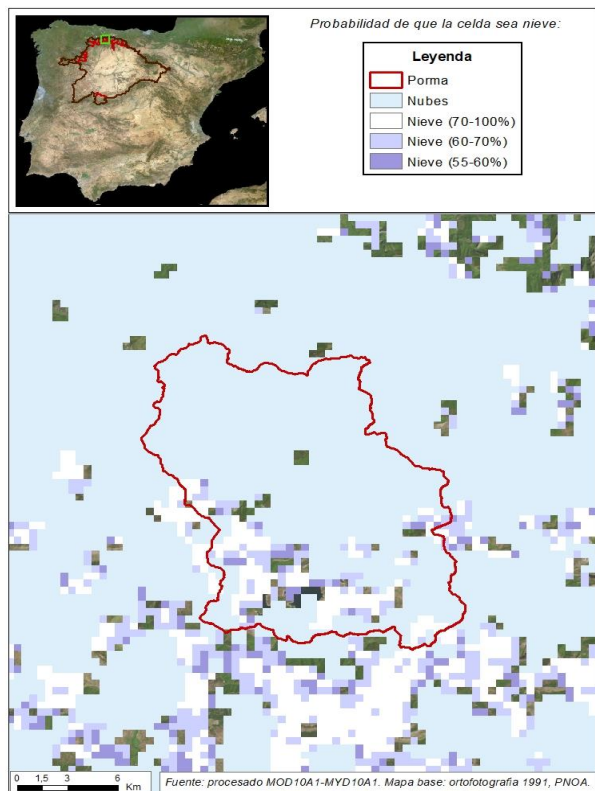 Probabilidad de que la celda sea nieve:
Leyenda
Porma
Nubes
Nieve (70-100%)
Nieve (60-70%)
Nieve (55-60%)
0 1,5 3 6
Km
Fuente: procesado MOD10A1-MYD10A1. Mapa base: ortofotografia 1991, PNOA.